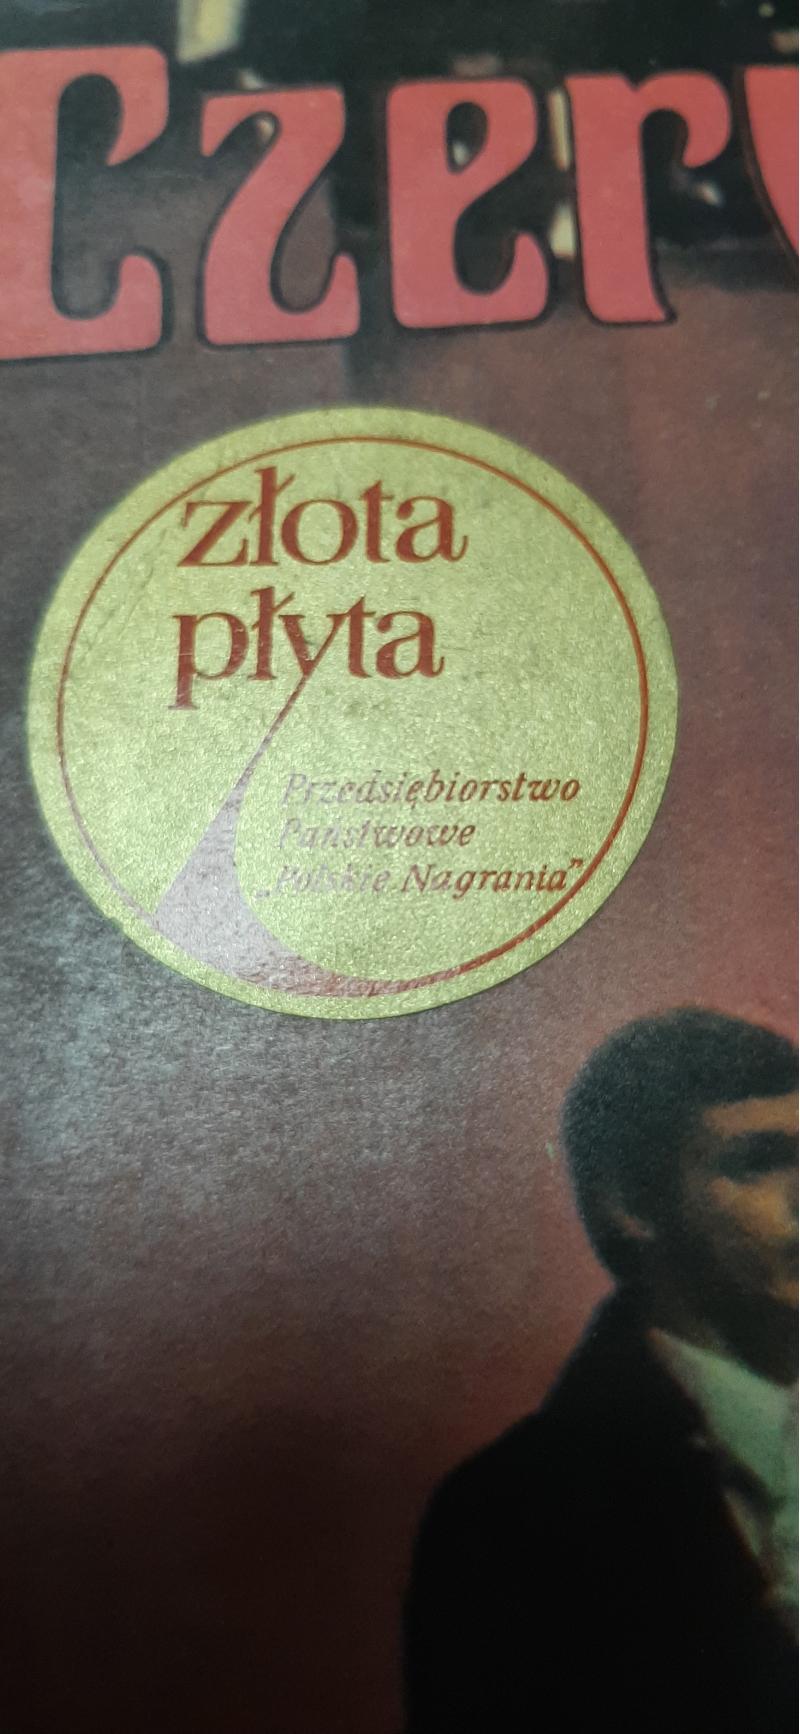 Czerw
złota
płyta
Przedsiębiorstwo
Państwowe
„Polskie Nagrania”